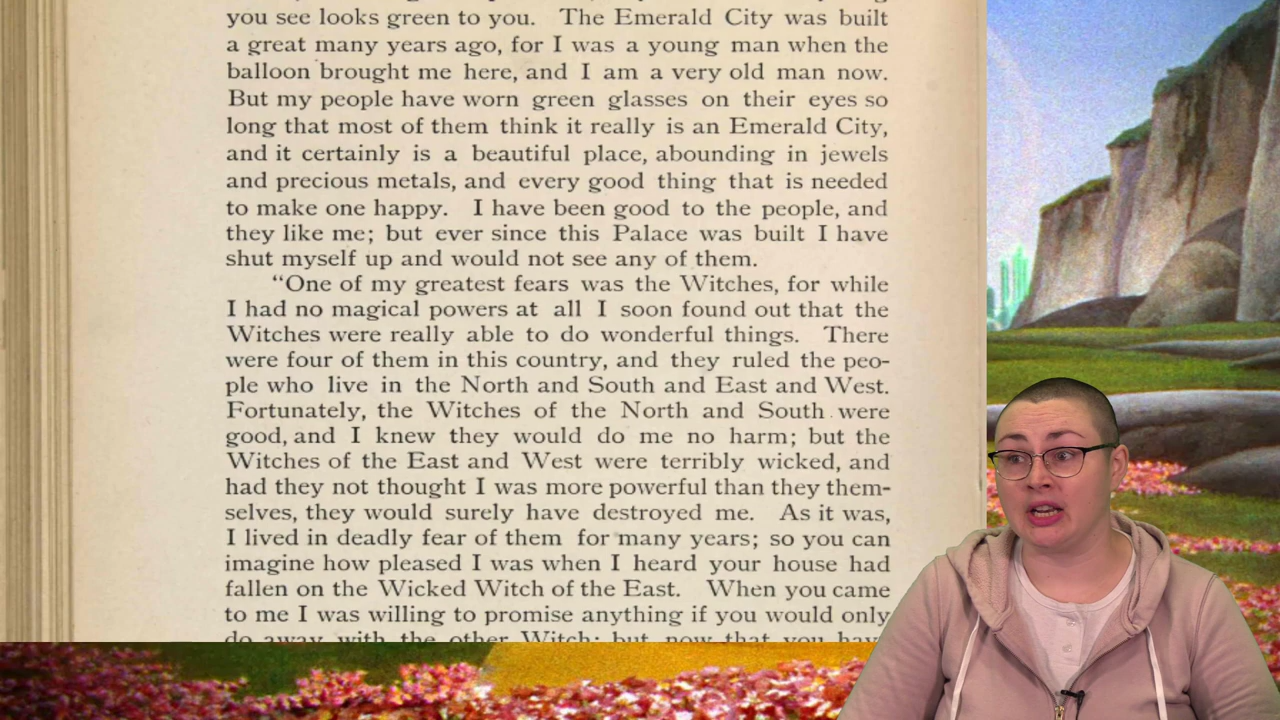 you see looks green to you. The Emerald City was built
a great many years ago, for I was a young man when the
balloon brought me here, and I am a very old man now.
But my people have worn green glasses on their eyes so
long that most of them think it really is an Emerald City,
and it certainly is a beautiful place, abounding in jewels
and precious metals, and every good thing that is needed
to make one happy. I have been good to the people, and
they like me; but ever since this Palace was built I have
shut myself up and would not see any of them.
“One of my greatest fears was the Witches, for while
I had no magical powers at all I soon found out that the
Witches were really able to do wonderful things. There
were four of them in this country, and they ruled the peo-
ple who live in the North and South and East and West.
Fortunately, the Witches of the North and South were
good, and I knew they would do me no harm; but the
Witches of the East and West were terribly wicked, and
had they not thought I was more powerful than they them-
selves, they would surely have destroyed me. As it was,
I lived in deadly fear of them for many years; so you can
imagine how pleased I was when I heard your house had
fallen on the Wicked Witch of the East. When you came
to me I was willing to promise anything if you would only
do away with the other Witch; but now that you have